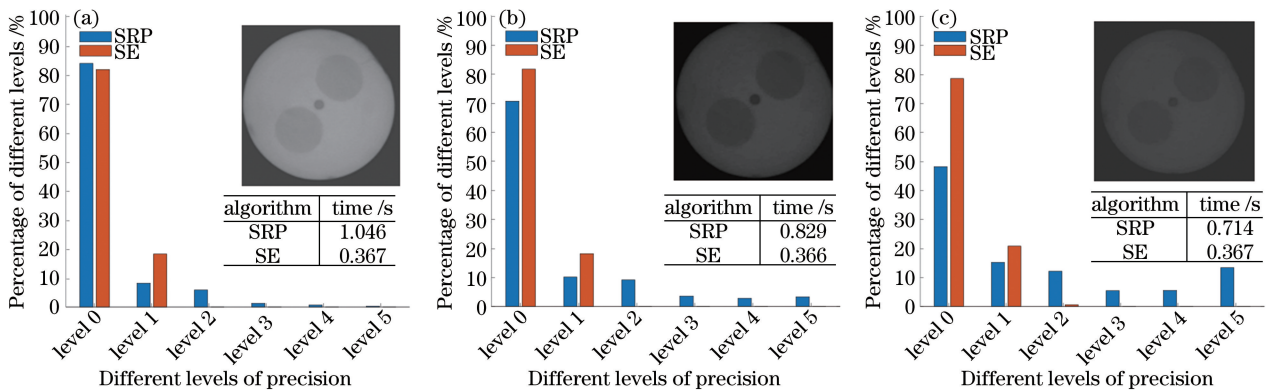 (a)
SRP
SE
Percentage of different levels /%
100
90
80
70
60
50
40
30
20
10
0
algorithm time /s
SRP 1.046
SE 0.367
level 0 level 1 level 2 level 3 level 4 level 5
Different levels of precision
(b)
SRP
SE
Percentage of different levels /%
100
90
80
70
60
50
40
30
20
10
0
algorithm time /s
SRP 0.829
SE 0.366
level 0 level 1 level 2 level 3 level 4 level 5
Different levels of precision
(c)
SRP
SE
Percentage of different levels /%
100
90
80
70
60
50
40
30
20
10
0
algorithm time /s
SRP 0.714
SE 0.367
level 0 level 1 level 2 level 3 level 4 level 5
Different levels of precision